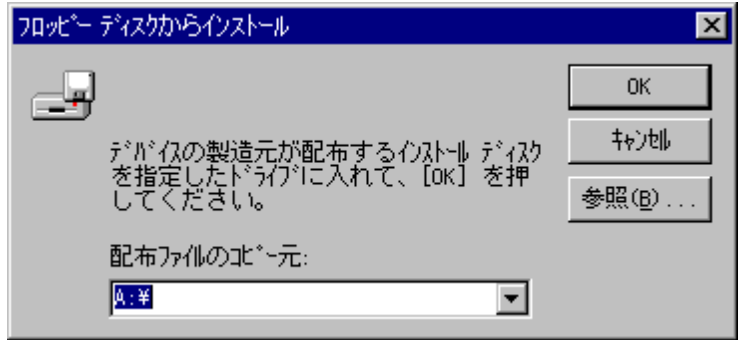 ﾌﾛｯﾋﾟｰ ﾃﾞｨｽｸからｲﾝｽﾄｰﾙ
OK
ﾃﾞﾊﾞｲｽの製造元が配布するｲﾝｽﾄｰﾙ ﾃﾞｨｽｸ
を指定したﾄﾞﾗｲﾌﾞに入れて、[OK] を押
してください。
ｷｬﾝｾﾙ
参照(B)...
配布ﾌｧｲﾙのｺﾋﾟｰ元:
A:¥